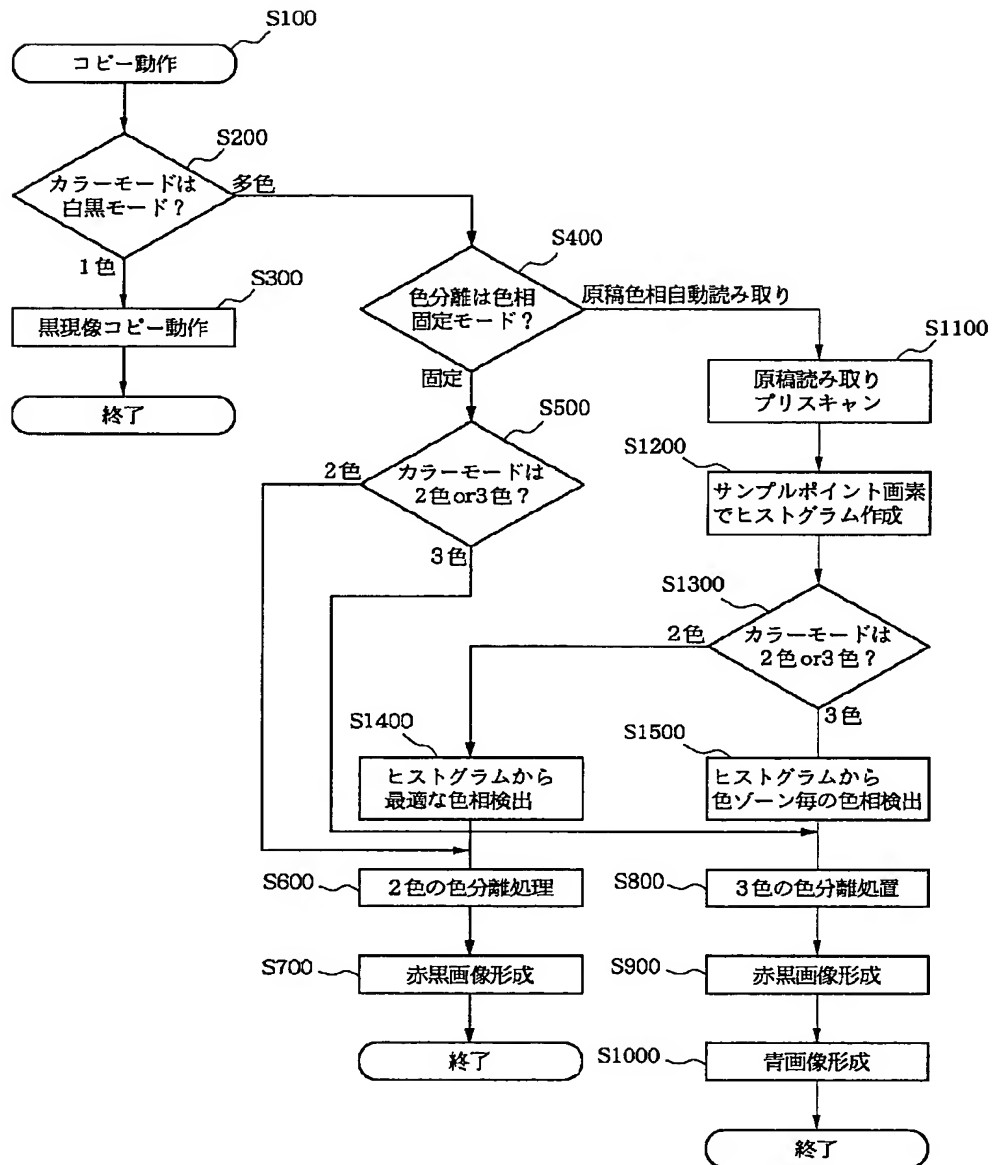 S100
コピー動作
S200
カラーモードは
白黒モード？
多色
1色
S300
黒現像コピー動作
終了
S400
色分離は色相
固定モード？
原稿色相自動読み取り
固定
S500
カラーモードは
2色or3色？
2色
3色
S1100
原稿読み取り
プリスキャン
S1200
サンプルポイント画素
でヒストグラム作成
S1300
カラーモードは
2色or3色？
2色
3色
S1400
ヒストグラムから
最適な色相検出
S1500
ヒストグラムから
色ゾーン毎の色相検出
S600
2色の色分離処理
S700
赤黒画像形成
終了
S800
3色の色分離処置
S900
赤黒画像形成
S1000
青画像形成
終了